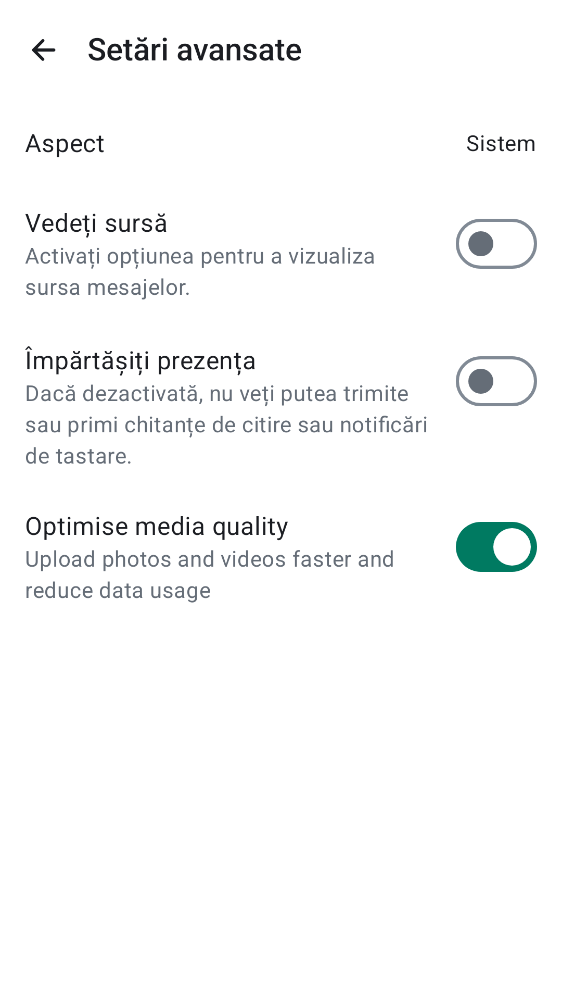 Setări avansate
Aspect
Sistem
Vedeți sursă
Activați opțiunea pentru a vizualiza
sursa mesajelor.
Împărtășiți prezența
Dacă dezactivată, nu veți putea trimite
sau primi chitanțe de citire sau notificări
de tastare.
Optimise media quality
Upload photos and videos faster and
reduce data usage